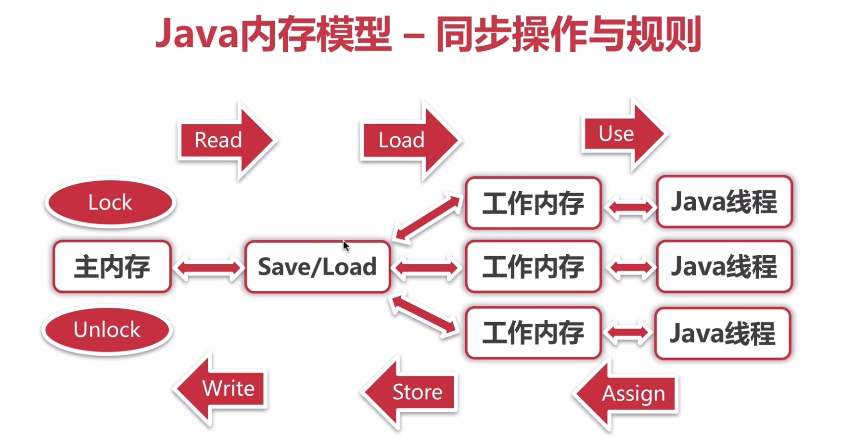 Java内存模型 – 同步操作与规则
Read
Load
Use
Lock
工作内存
Java线程
主内存
Save/Load
工作内存
Java线程
Unlock
工作内存
Java线程
Write
Store
Assign